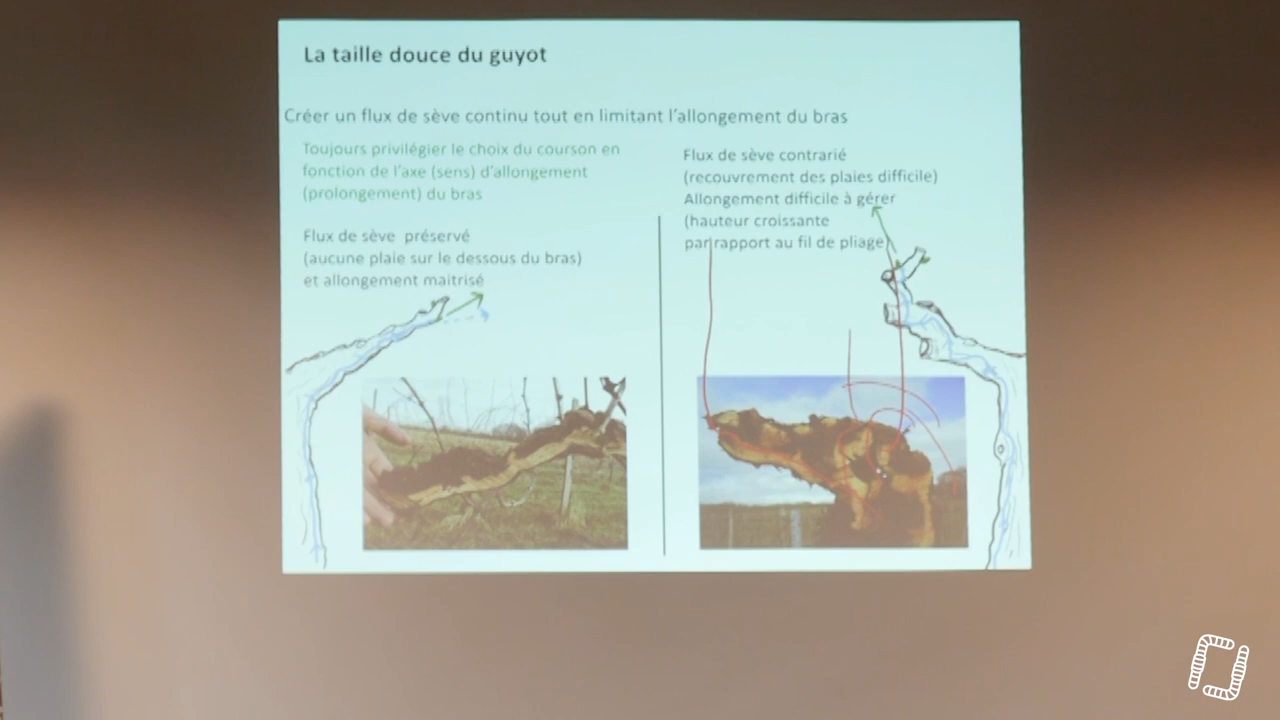 La taille douce du guyot
Créer un flux de sève continu tout en limitant l'allongement du bras
Toujours privilégier le choix du courson en
fonction de l'axe (sens) d'allongement
(prolongement) du bras
Flux de sève préservé
(aucune plaie sur le dessous du bras)
et allongement maitrisé
Flux de sève contrarié
(recouvrement des plaies difficile)
Allongement difficile à gérer
(hauteur croissante
par rapport au fil de pliage)